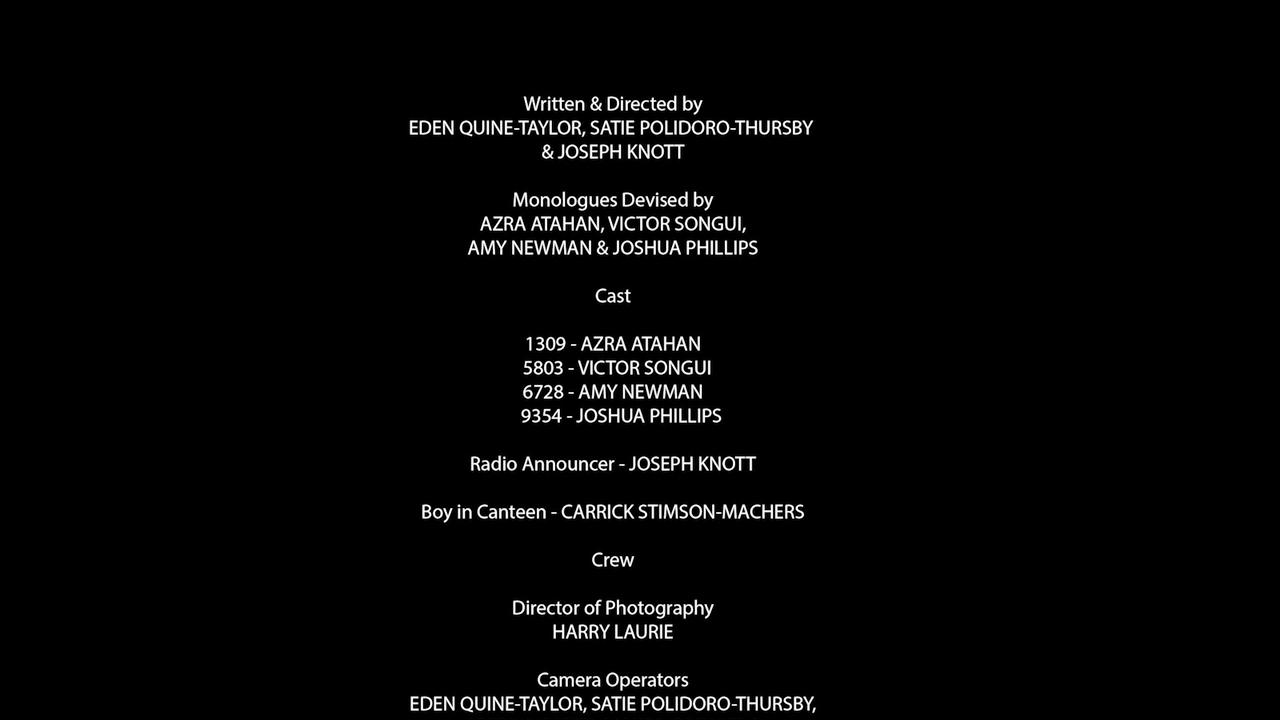 Written & Directed by
EDEN QUINE-TAYLOR, SATIE POLIDORO-THURSBY
& JOSEPH KNOTT
Monologues Devised by
AZRA ATAHAN, VICTOR SONGUI,
AMY NEWMAN & JOSHUA PHILLIPS
Cast
1309 - AZRA ATAHAN
5803 - VICTOR SONGUI
6728 - AMY NEWMAN
9354 - JOSHUA PHILLIPS
Radio Announcer - JOSEPH KNOTT
Boy in Canteen - CARRICK STIMSON-MACHERS
Crew
Director of Photography
HARRY LAURIE
Camera Operators
EDEN QUINE-TAYLOR, SATIE POLIDORO-THURSBY,